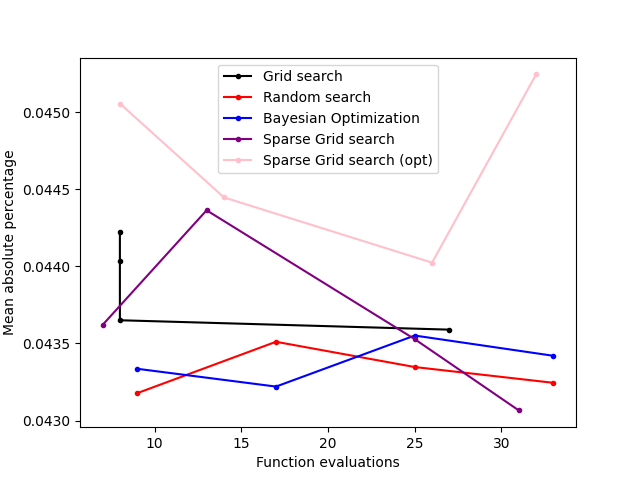 Grid search
Random search
Bayesian Optimization
Sparse Grid search
Sparse Grid search (opt)
Mean absolute percentage
0.0450
0.0445
0.0440
0.0435
0.0430
10 15 20 25 30
Function evaluations